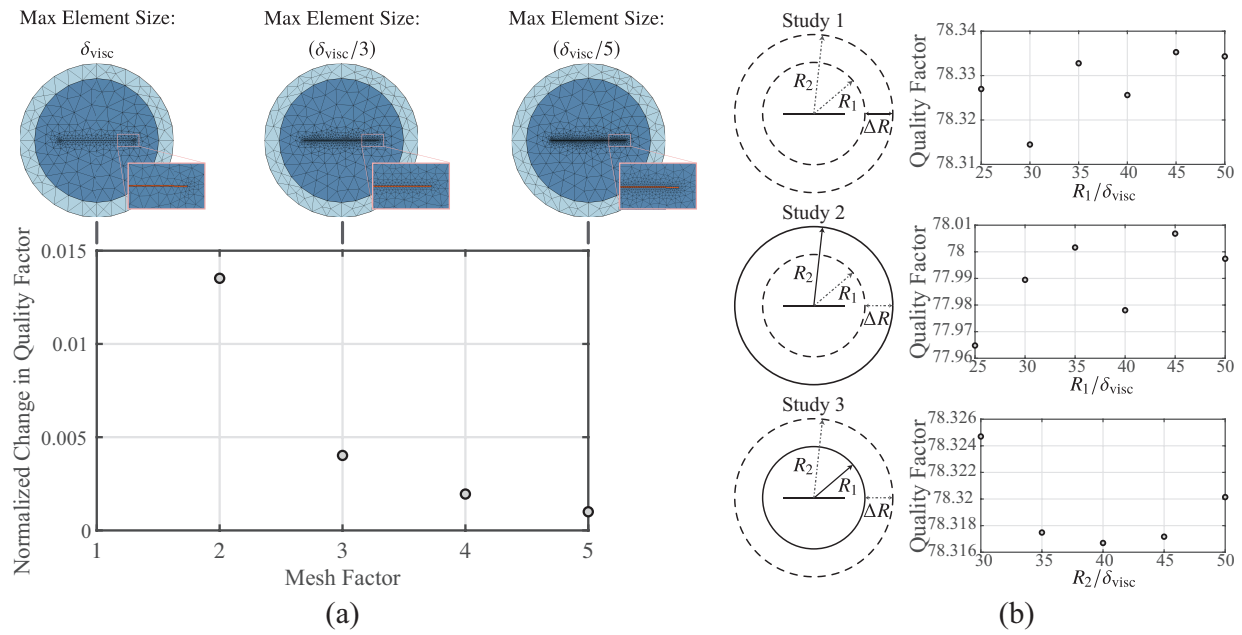 Max Element Size:
δvisc
Max Element Size:
(δvisc/3)
Max Element Size:
(δvisc/5)
Normalized Change in Quality Factor
0.015
0.01
0.005
0
1 2 3 4 5
Mesh Factor
(a)
Study 1
R2
R1
ΔR
Quality Factor
78.34
78.33
78.32
78.31
25 30 35 40 45 50
R1/δvisc
Study 2
R2
R1
ΔR
Quality Factor
78.01
78
77.99
77.98
77.97
77.96
25 30 35 40 45 50
R1/δvisc
Study 3
R2
R1
ΔR
Quality Factor
78.326
78.324
78.322
78.320
78.318
78.316
30 35 40 45 50
R2/δvisc
(b)